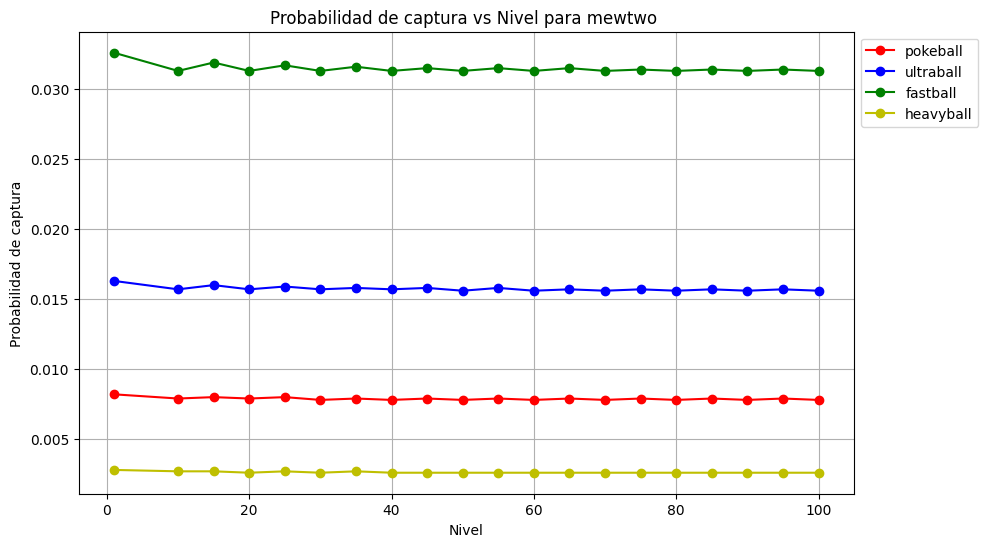 Probabilidad de captura vs Nivel para mewtwo
pokeball
ultraball
fastball
heavyball
Probabilidad de captura
0.030
0.025
0.020
0.015
0.010
0.005
0 20 40 60 80 100
Nivel